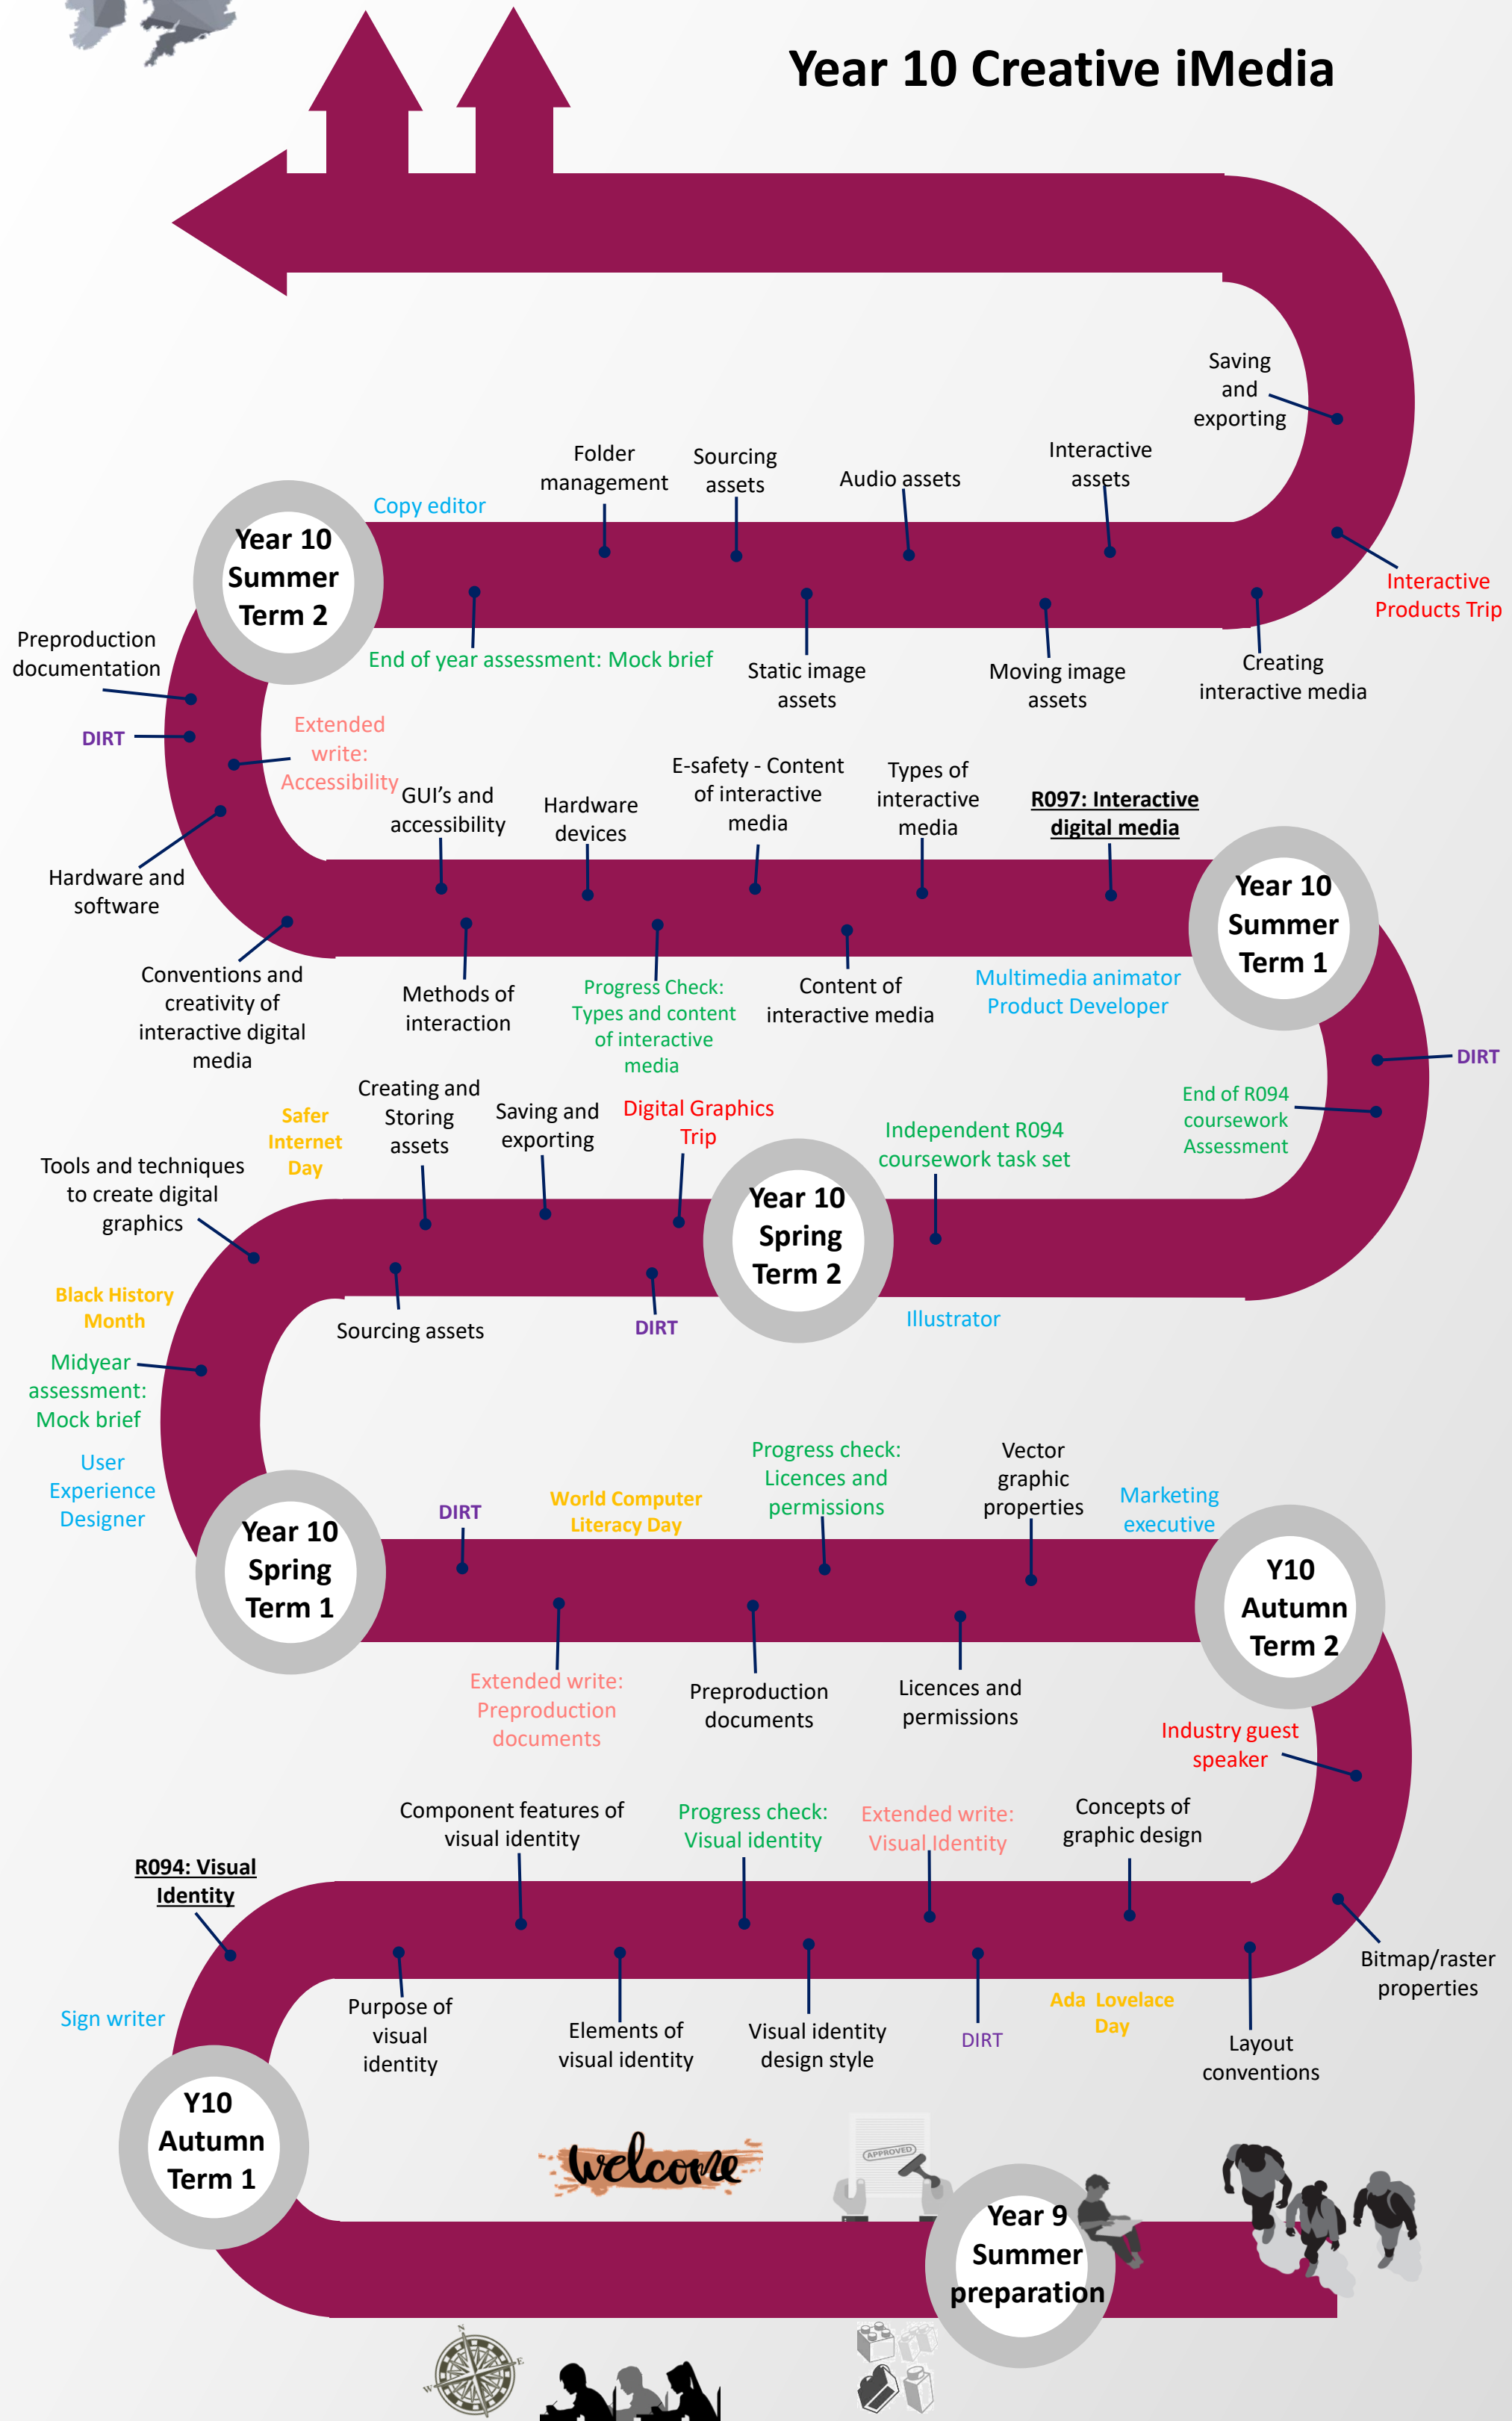 Year 10 Creative iMedia
Saving
and
exporting
Folder
management
Sourcing
assets
Audio assets
Interactive
assets
Copy editor
Year 10
Summer
Term 2
Interactive
Products Trip
End of year assessment: Mock brief
Static image
assets
Moving image
assets
Creating
interactive media
Preproduction
documentation
DIRT
Extended
write:
Accessibility
GUI's and
accessibility
Hardware
devices
E-safety - Content
of interactive
media
Types of
interactive
media
R097: Interactive
digital media
Year 10
Summer
Term 1
Hardware and
software
Conventions and
creativity of
interactive digital
media
Methods of
interaction
Progress Check:
Types and content
of interactive
media
Content of
interactive media
Multimedia animator
Product Developer
DIRT
End of R094
coursework
Assessment
Safer
Internet
Day
Creating and
Storing
assets
Saving and
exporting
Digital Graphics
Trip
Independent R094
coursework task set
Tools and techniques
to create digital
graphics
Year 10
Spring
Term 2
Black History
Month
Sourcing assets
DIRT
Illustrator
Midyear
assessment:
Mock brief
User
Experience
Designer
Year 10
Spring
Term 1
DIRT
World Computer
Literacy Day
Progress check:
Licences and
permissions
Vector
graphic
properties
Marketing
executive
Y10
Autumn
Term 2
Extended write:
Preproduction
documents
Preproduction
documents
Licences and
permissions
Industry guest
speaker
Component features of
visual identity
Progress check:
Visual identity
Extended write:
Visual Identity
Concepts of
graphic design
R094: Visual
Identity
Bitmap/raster
properties
Sign writer
Purpose of
visual
identity
Elements of
visual identity
Visual identity
design style
DIRT
Ada Lovelace
Day
Layout
conventions
Y10
Autumn
Term 1
welcome
APPROVED
Year 9
Summer
preparation
N
E
W